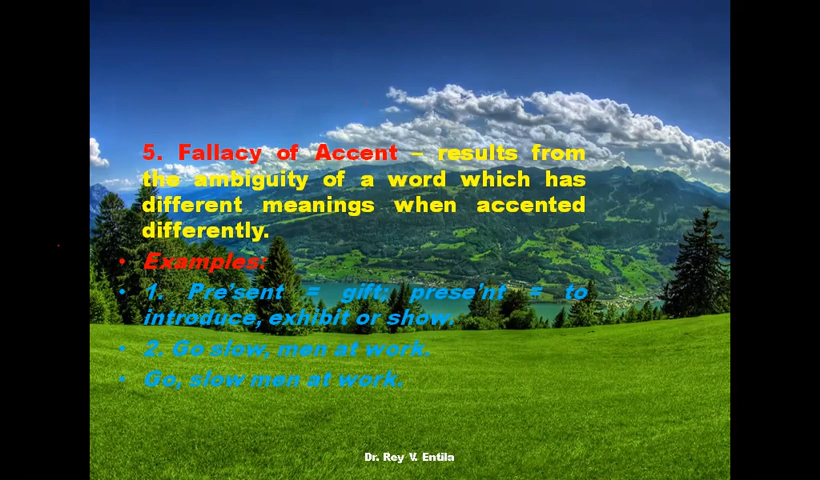 5. Fallacy of Accent – results from
the ambiguity of a word which has
different meanings when accented
differently.
• Examples:
• 1. Pre'sent = gift; prese'nt = to
introduce, exhibit or show.
• 2. Go slow, men at work.
• Go, slow men at work.
Dr. Rey V. Entila